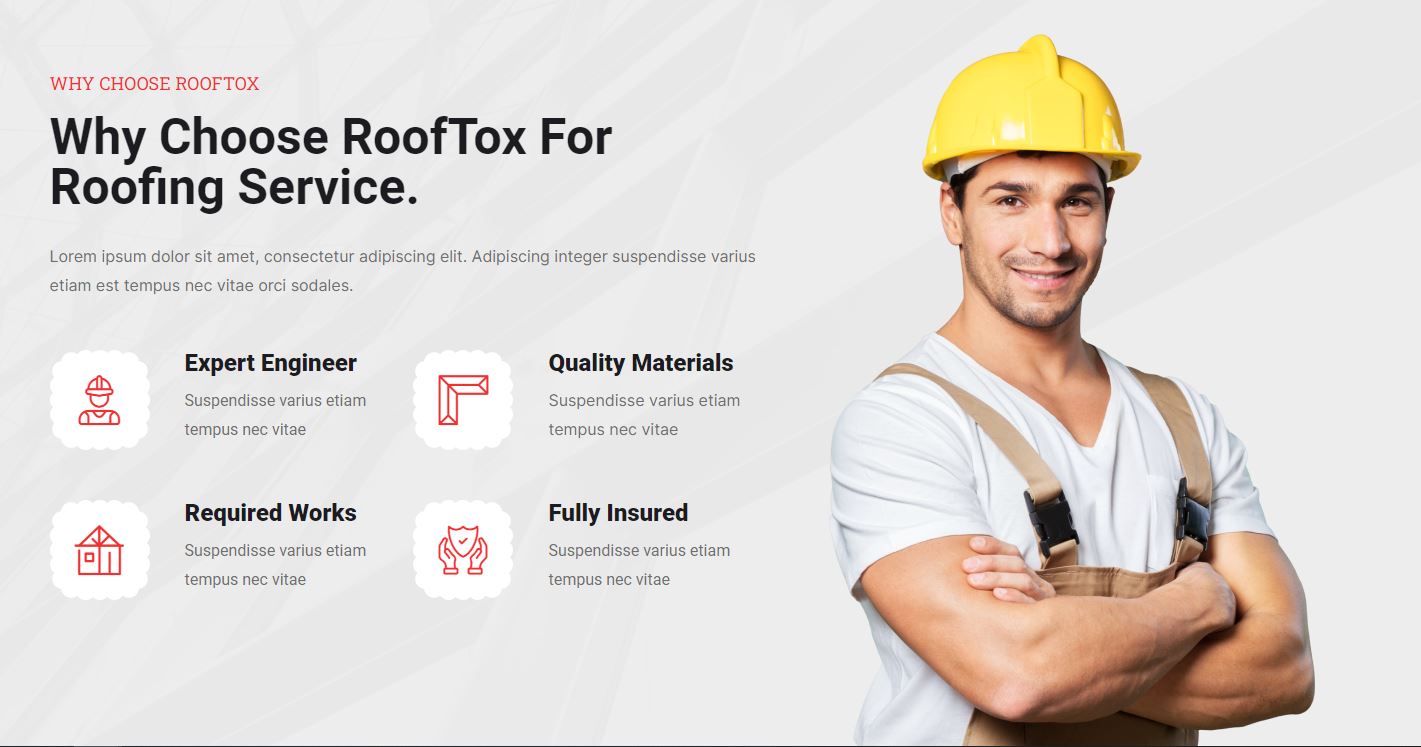 WHY CHOOSE ROOFTOX
Why Choose RoofTox For
Roofing Service.
Lorem ipsum dolor sit amet, consectetur adipiscing elit. Adipiscing integer suspendisse varius
etiam est tempus nec vitae orci sodales.
Expert Engineer
Suspendisse varius etiam
tempus nec vitae
Quality Materials
Suspendisse varius etiam
tempus nec vitae
Required Works
Suspendisse varius etiam
tempus nec vitae
Fully Insured
Suspendisse varius etiam
tempus nec vitae